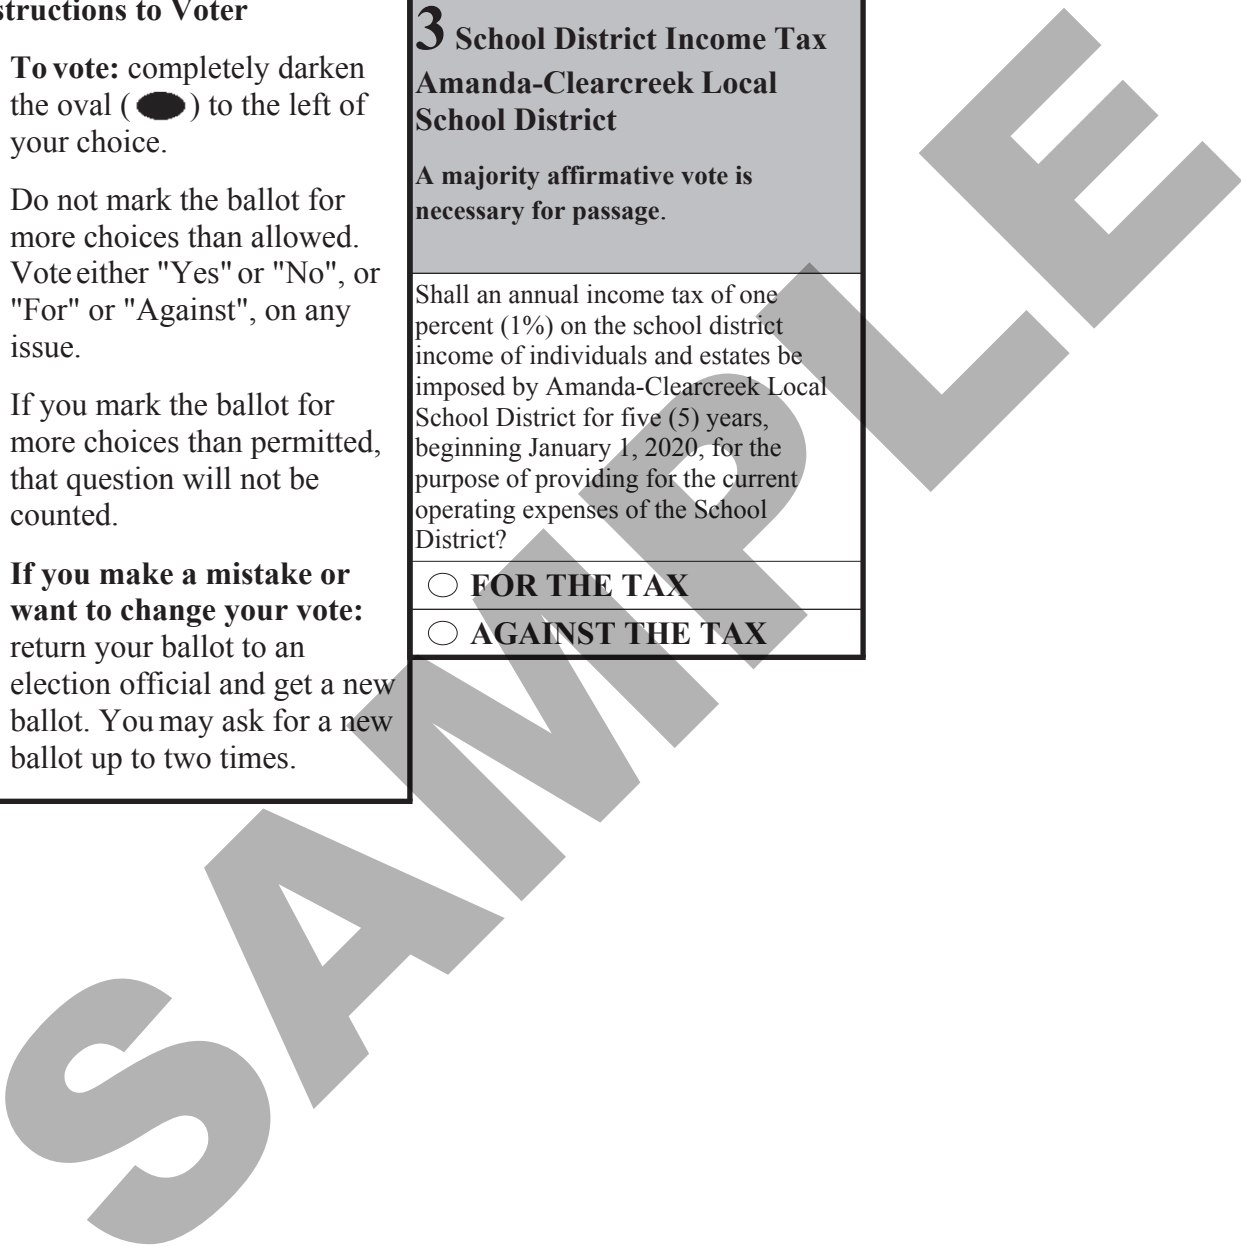 structions to Voter
To vote: completely darken
the oval ( ) to the left of
your choice.
Do not mark the ballot for
more choices than allowed.
Vote either "Yes" or "No", or
"For" or "Against", on any
issue.
If you mark the ballot for
more choices than permitted,
that question will not be
counted.
If you make a mistake or
want to change your vote:
return your ballot to an
election official and get a new
ballot. You may ask for a new
ballot up to two times.
3 School District Income Tax
Amanda-Clearcreek Local
School District
A majority affirmative vote is
necessary for passage.
Shall an annual income tax of one
percent (1%) on the school district
income of individuals and estates be
imposed by Amanda-Clearcreek Local
School District for five (5) years,
beginning January 1, 2020, for the
purpose of providing for the current
operating expenses of the School
District?
FOR THE TAX
AGAINST THE TAX
SAMPLE